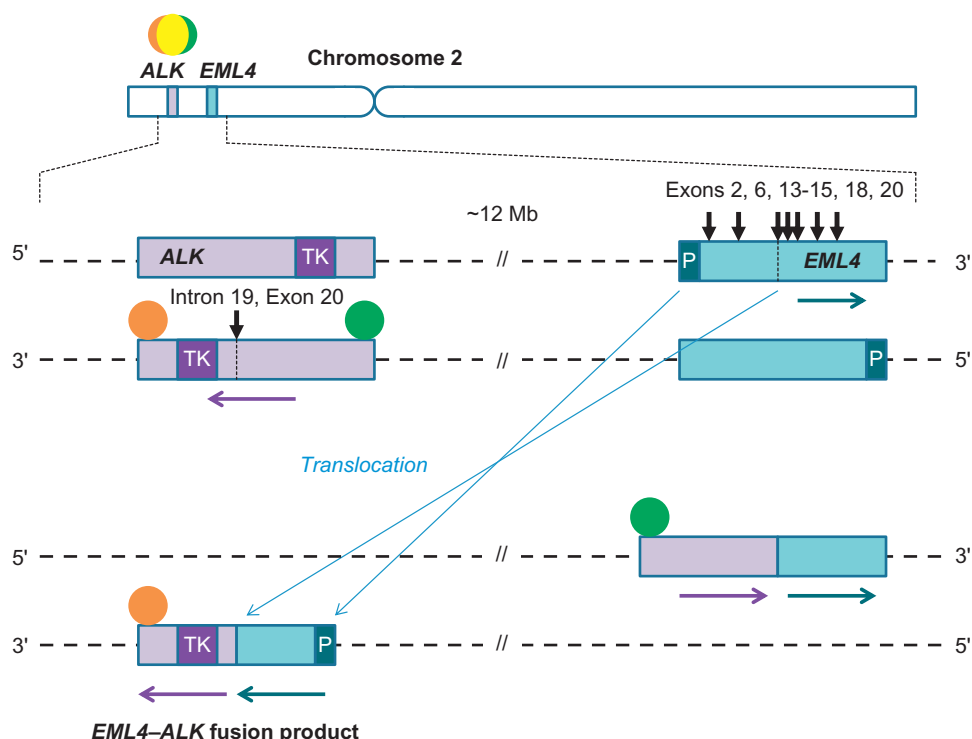 Chromosome 2
ALK EML4
Exons 2, 6, 13-15, 18, 20
~12 Mb
5' ALK TK // P EML4 3'
Intron 19, Exon 20
3' TK // P 5'
Translocation
5' // 3'
3' TK P // 5'
EML4–ALK fusion product